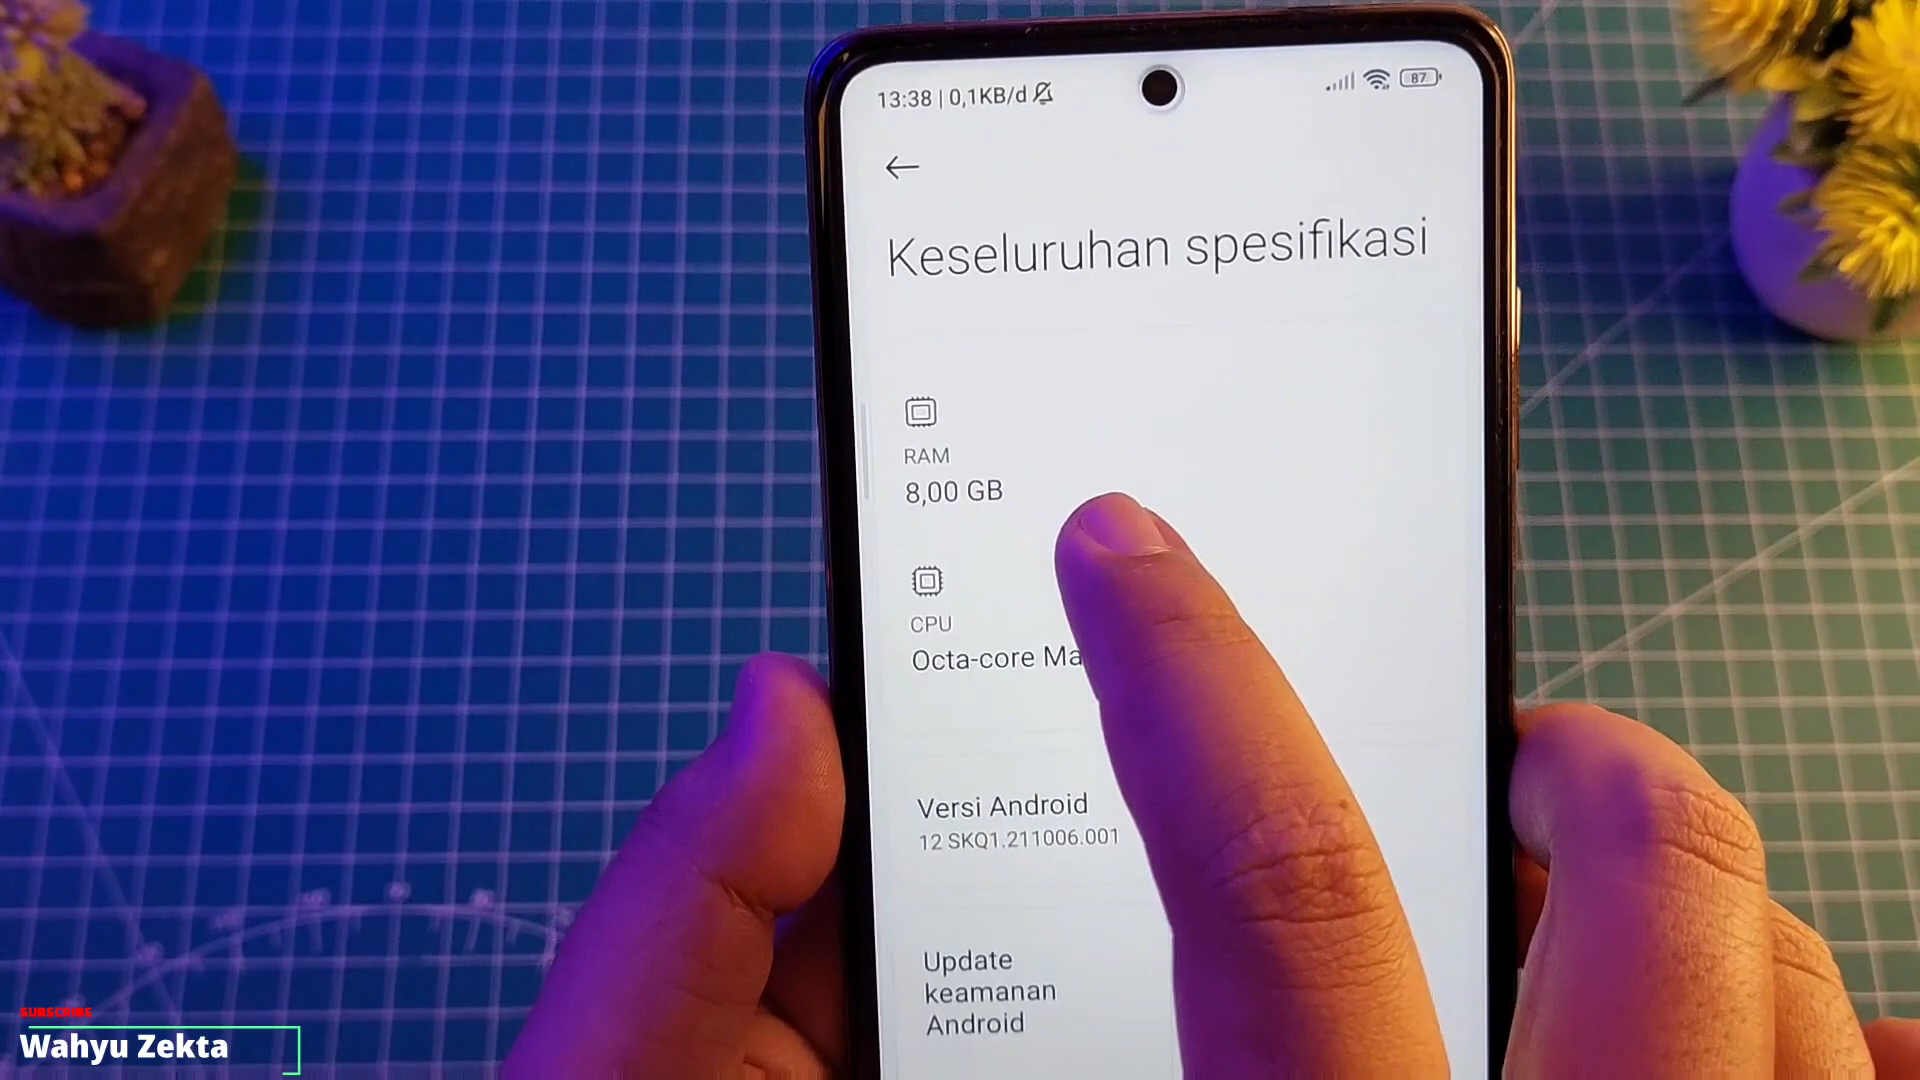 13:38 | 0,1KB/d
87
Keseluruhan spesifikasi
RAM
8,00 GB
CPU
Octa-core Ma
Versi Android
12 SKQ1.211006.001
Update
keamanan
Android
SUBSCRIBE
Wahyu Zekta